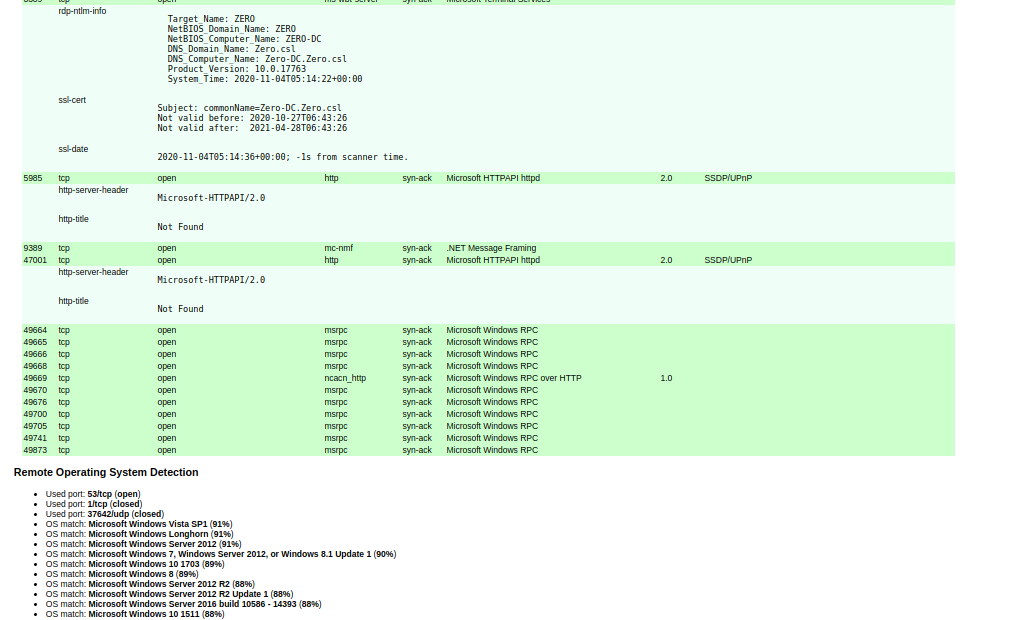 3389 tcp open ms-wbt-server syn-ack Microsoft Terminal Services
rdp-ntlm-info
Target_Name: ZERO
NetBIOS_Domain_Name: ZERO
NetBIOS_Computer_Name: ZERO-DC
DNS_Domain_Name: Zero.csl
DNS_Computer_Name: Zero-DC.Zero.csl
Product_Version: 10.0.17763
System_Time: 2020-11-04T05:14:22+00:00
ssl-cert
Subject: commonName=Zero-DC.Zero.csl
Not valid before: 2020-10-27T06:43:26
Not valid after: 2021-04-28T06:43:26
ssl-date
2020-11-04T05:14:36+00:00; -1s from scanner time.
5985 tcp open http syn-ack Microsoft HTTPAPI httpd 2.0 SSDP/UPnP
http-server-header
Microsoft-HTTPAPI/2.0
http-title
Not Found
9389 tcp open mc-nmf syn-ack .NET Message Framing
47001 tcp open http syn-ack Microsoft HTTPAPI httpd 2.0 SSDP/UPnP
http-server-header
Microsoft-HTTPAPI/2.0
http-title
Not Found
49664 tcp open msrpc syn-ack Microsoft Windows RPC
49665 tcp open msrpc syn-ack Microsoft Windows RPC
49666 tcp open msrpc syn-ack Microsoft Windows RPC
49668 tcp open msrpc syn-ack Microsoft Windows RPC
49669 tcp open ncacn_http syn-ack Microsoft Windows RPC over HTTP 1.0
49670 tcp open msrpc syn-ack Microsoft Windows RPC
49676 tcp open msrpc syn-ack Microsoft Windows RPC
49700 tcp open msrpc syn-ack Microsoft Windows RPC
49705 tcp open msrpc syn-ack Microsoft Windows RPC
49741 tcp open msrpc syn-ack Microsoft Windows RPC
49873 tcp open msrpc syn-ack Microsoft Windows RPC
Remote Operating System Detection
• Used port: 53/tcp (open)
• Used port: 1/tcp (closed)
• Used port: 37642/udp (closed)
• OS match: Microsoft Windows Vista SP1 (91%)
• OS match: Microsoft Windows Longhorn (91%)
• OS match: Microsoft Windows Server 2012 (91%)
• OS match: Microsoft Windows 7, Windows Server 2012, or Windows 8.1 Update 1 (90%)
• OS match: Microsoft Windows 10 1703 (89%)
• OS match: Microsoft Windows 8 (89%)
• OS match: Microsoft Windows Server 2012 R2 (88%)
• OS match: Microsoft Windows Server 2012 R2 Update 1 (88%)
• OS match: Microsoft Windows Server 2016 build 10586 - 14393 (88%)
• OS match: Microsoft Windows 10 1511 (88%)